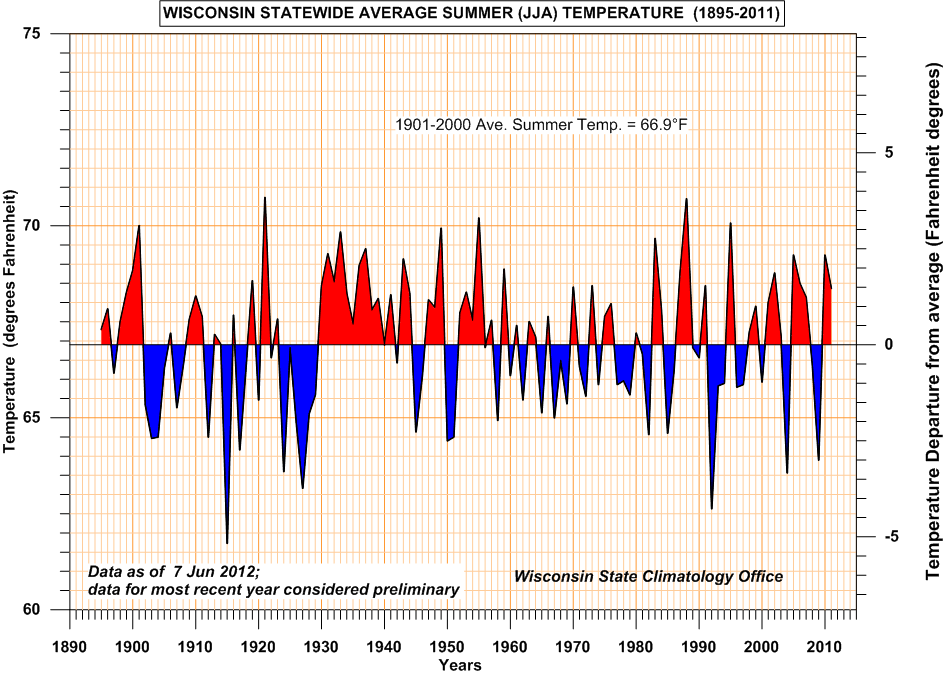 WISCONSIN STATEWIDE AVERAGE SUMMER (JJA) TEMPERATURE (1895-2011)
75
70
65
60
Temperature (degrees Fahrenheit)
1901-2000 Ave. Summer Temp. = 66.9°F
5
0
-5
Temperature Departure from average (Fahrenheit degrees)
Data as of 7 Jun 2012;
data for most recent year considered preliminary
Wisconsin State Climatology Office
1890 1900 1910 1920 1930 1940 1950 1960 1970 1980 1990 2000 2010
Years